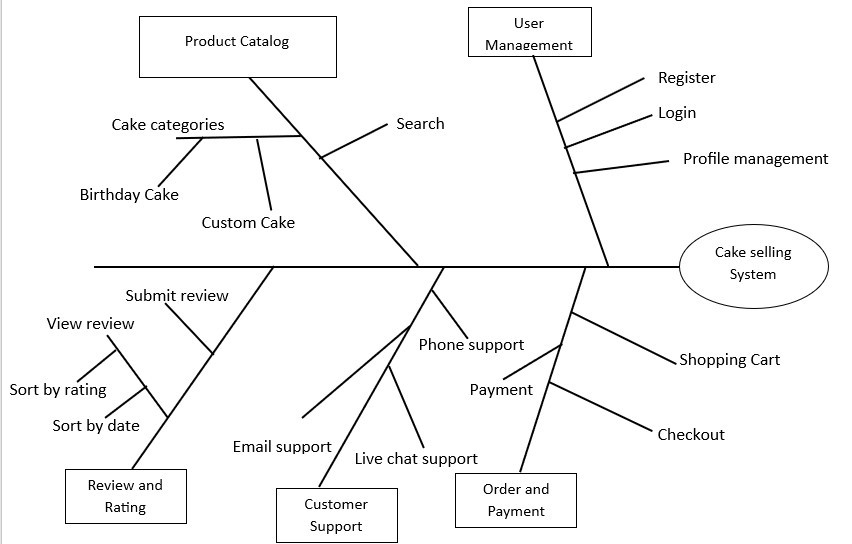 Product Catalog
User
Management
Register
Login
Profile management
Cake categories
Search
Birthday Cake
Custom Cake
Cake selling
System
Submit review
View review
Sort by rating
Sort by date
Phone support
Payment
Shopping Cart
Checkout
Email support
Live chat support
Review and
Rating
Customer
Support
Order and
Payment